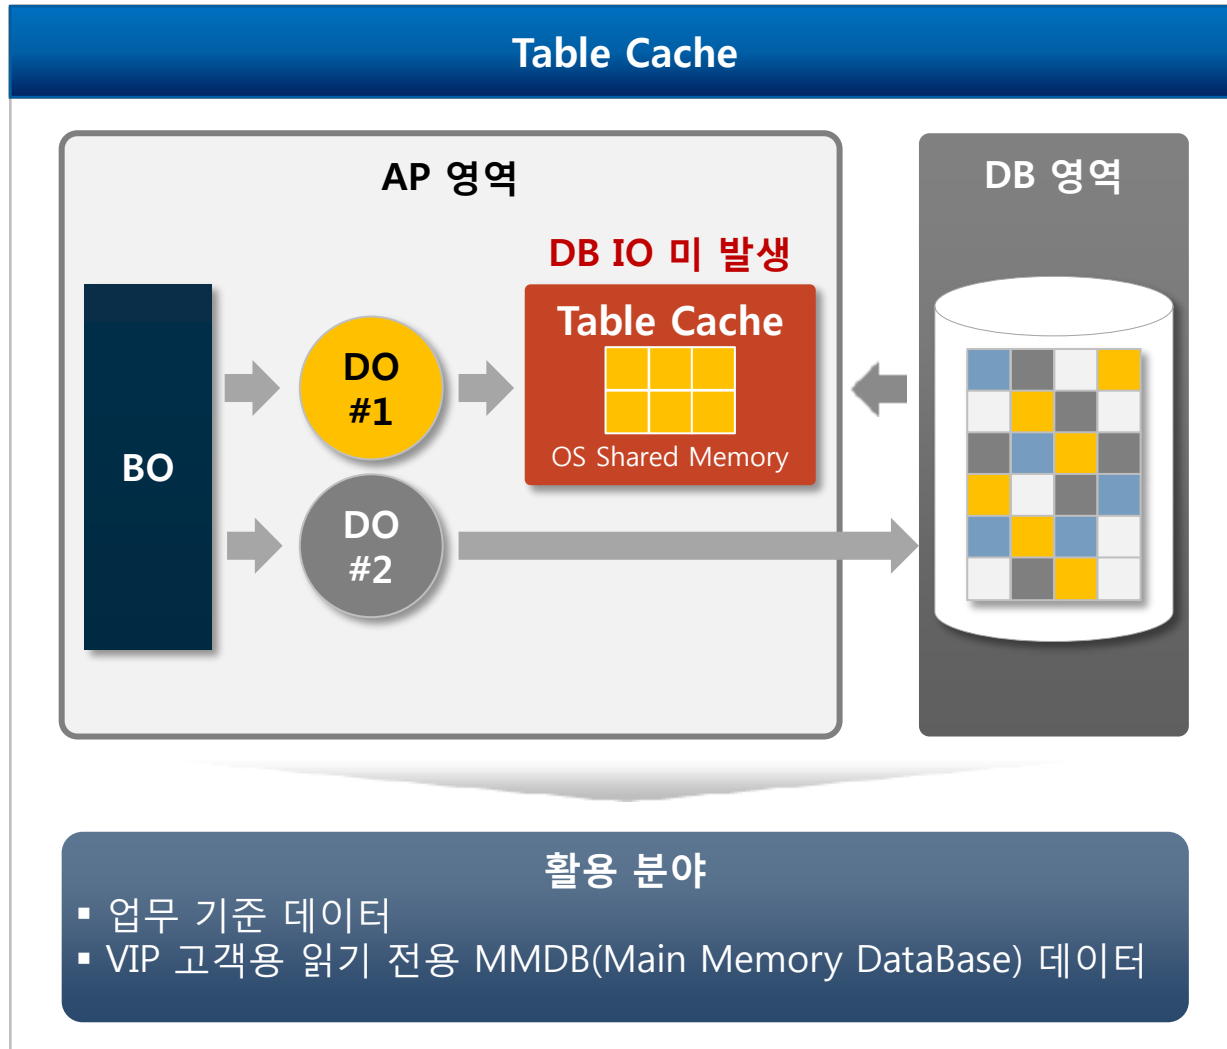 Table Cache
AP 영역
DB 영역
DB IO 미 발생
Table Cache
OS Shared Memory
BO
DO
#1
DO
#2
활용 분야
▪ 업무 기준 데이터
▪ VIP 고객용 읽기 전용 MMDB(Main Memory DataBase) 데이터